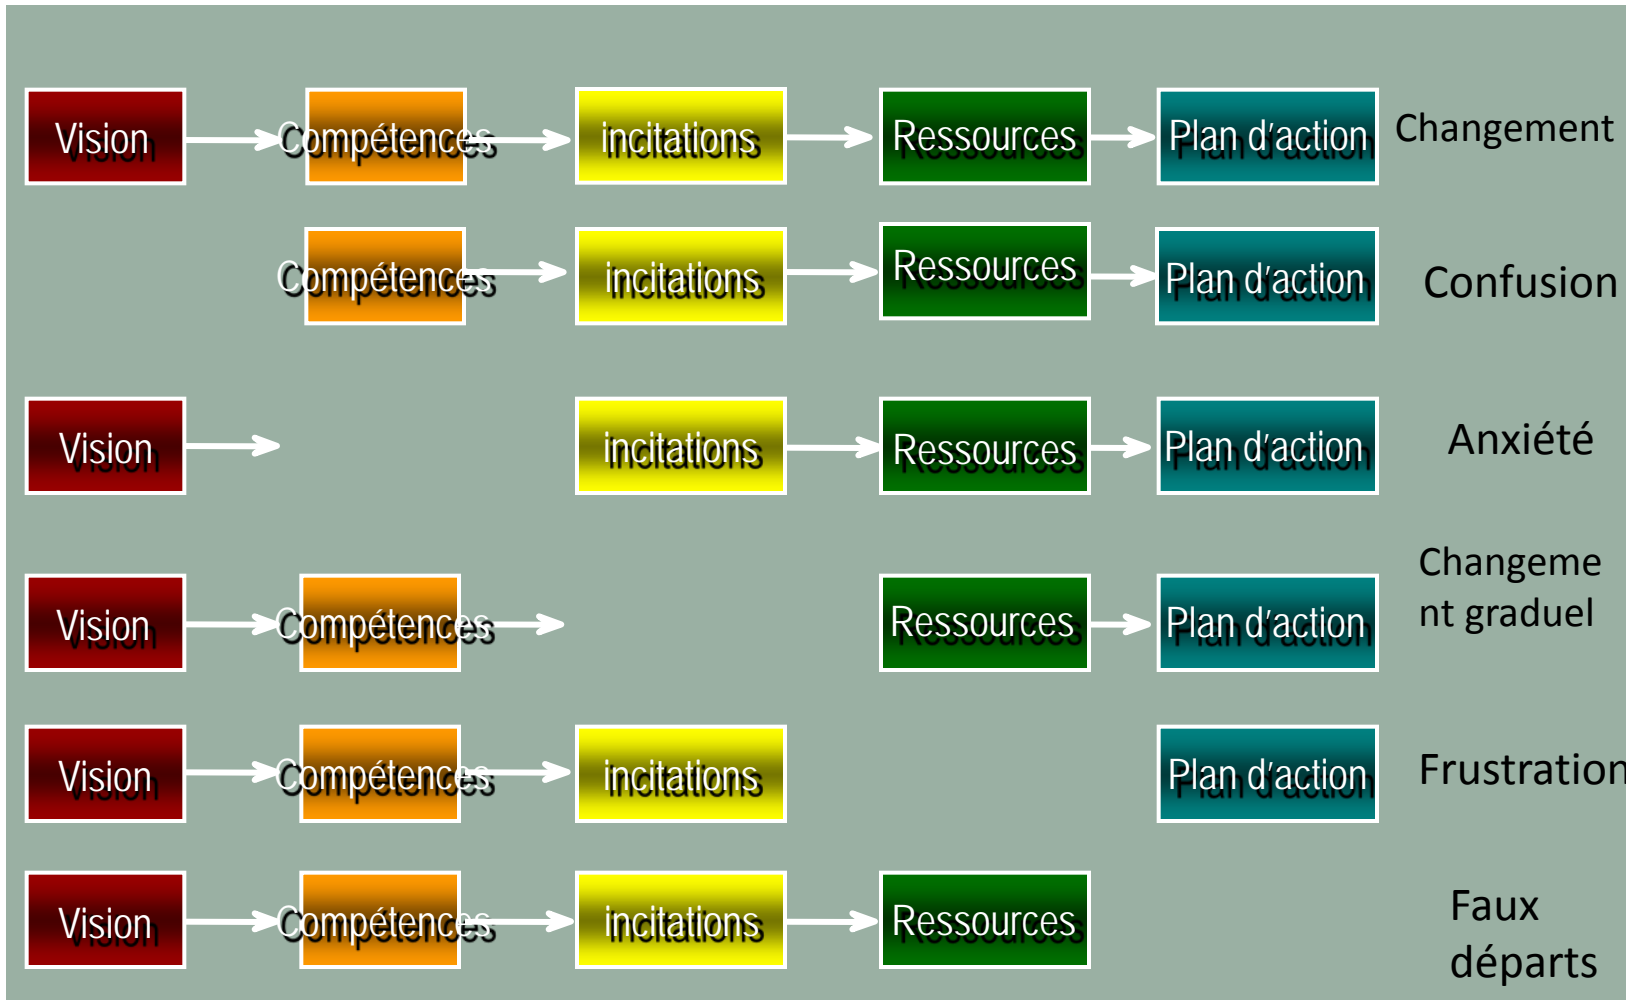 Vision Compétences incitations Ressources Plan d'action Changement
Compétences incitations Ressources Plan d'action Confusion
Vision incitations Ressources Plan d'action Anxiété
Vision Compétences Ressources Plan d'action Changeme
nt graduel
Vision Compétences incitations Plan d'action Frustration
Vision Compétences incitations Ressources Faux
départs